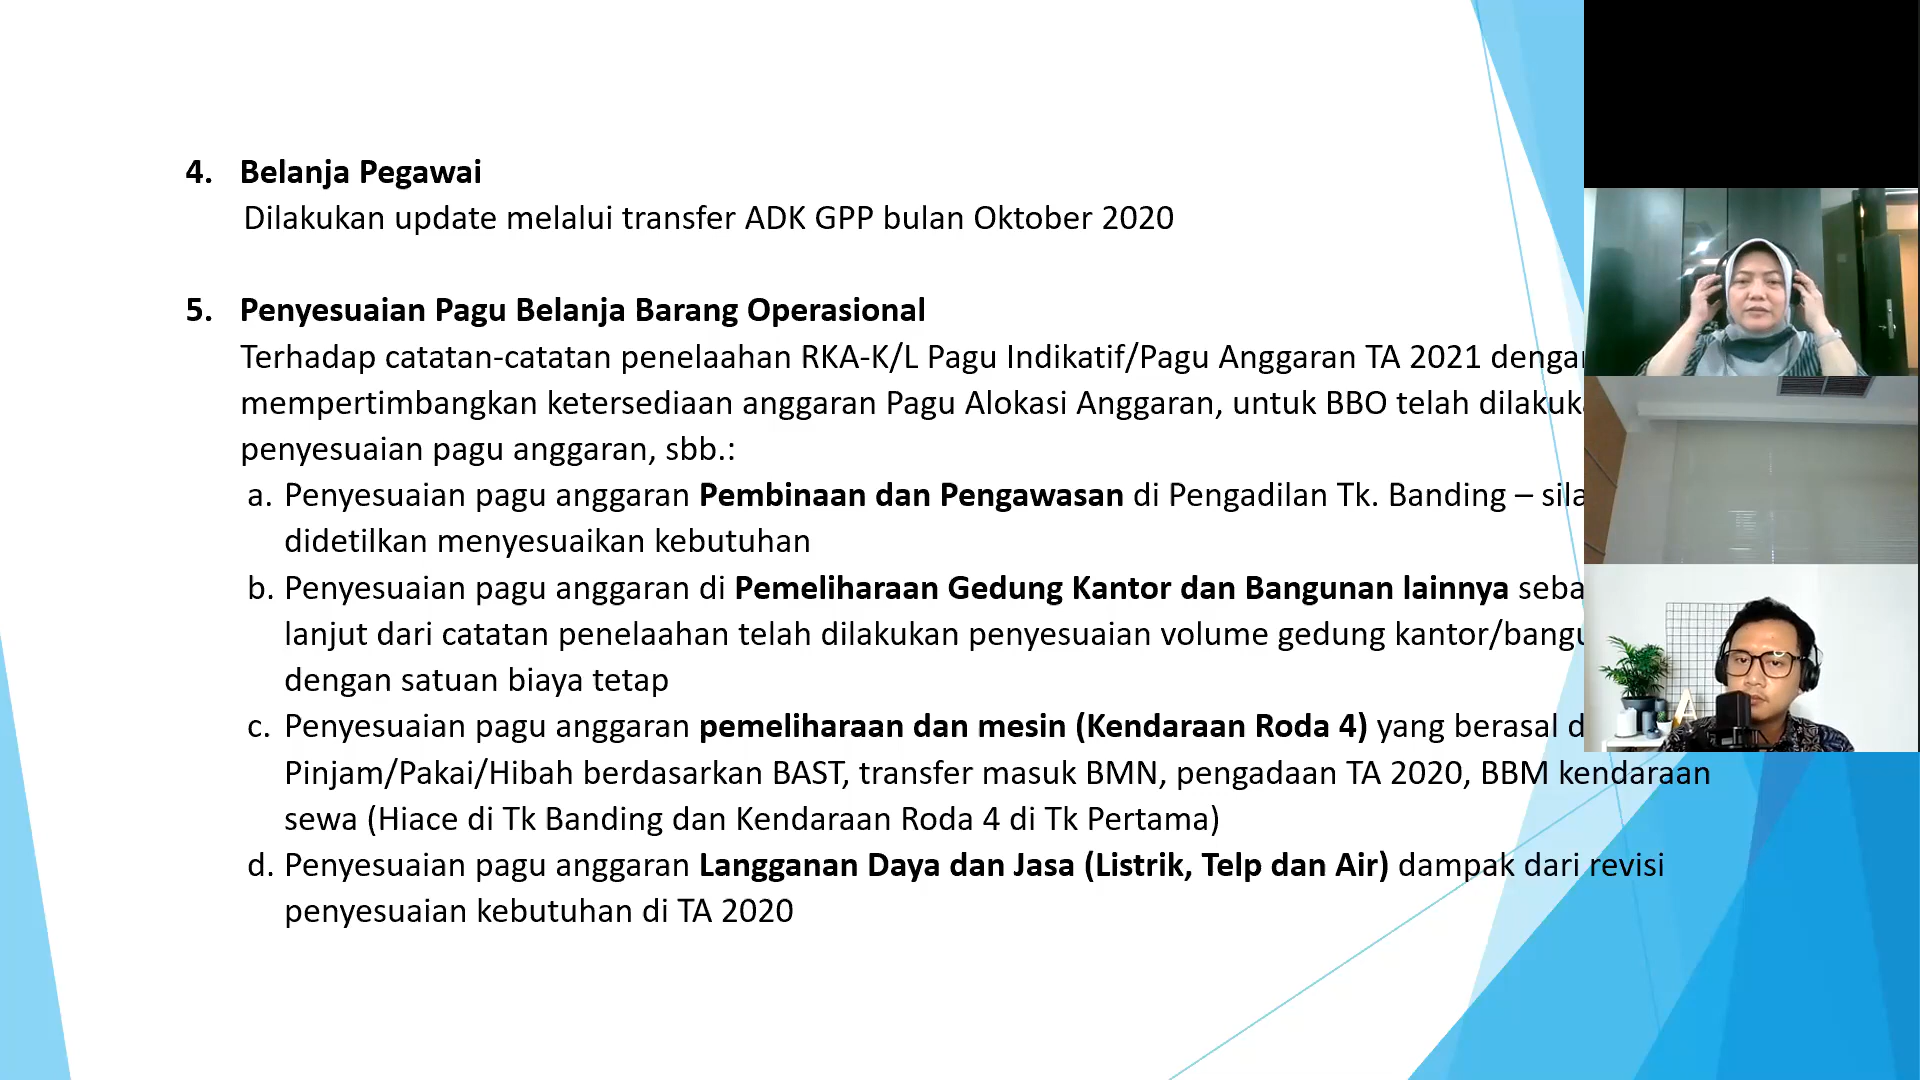 4. Belanja Pegawai
Dilakukan update melalui transfer ADK GPP bulan Oktober 2020
5. Penyesuaian Pagu Belanja Barang Operasional
Terhadap catatan-catatan penelaahan RKA-K/L Pagu Indikatif/Pagu Anggaran TA 2021
mempertimbangkan ketersediaan anggaran Pagu Alokasi Anggaran, untuk BBO telah
penyesuaian pagu anggaran, sbb.:
a. Penyesuaian pagu anggaran Pembinaan dan Pengawasan di Pengadilan Tk. Banding –
didetilkan menyesuaikan kebutuhan
b. Penyesuaian pagu anggaran di Pemeliharaan Gedung Kantor dan Bangunan lainnya
lanjut dari catatan penelaahan telah dilakukan penyesuaian volume gedung
dengan satuan biaya tetap
c. Penyesuaian pagu anggaran pemeliharaan dan mesin (Kendaraan Roda 4) yang berasal
Pinjam/Pakai/Hibah berdasarkan BAST, transfer masuk BMN, pengadaan TA 2020, BBM kendaraan
sewa (Hiace di Tk Banding dan Kendaraan Roda 4 di Tk Pertama)
d. Penyesuaian pagu anggaran Langganan Daya dan Jasa (Listrik, Telp dan Air) dampak dari revisi
penyesuaian kebutuhan di TA 2020